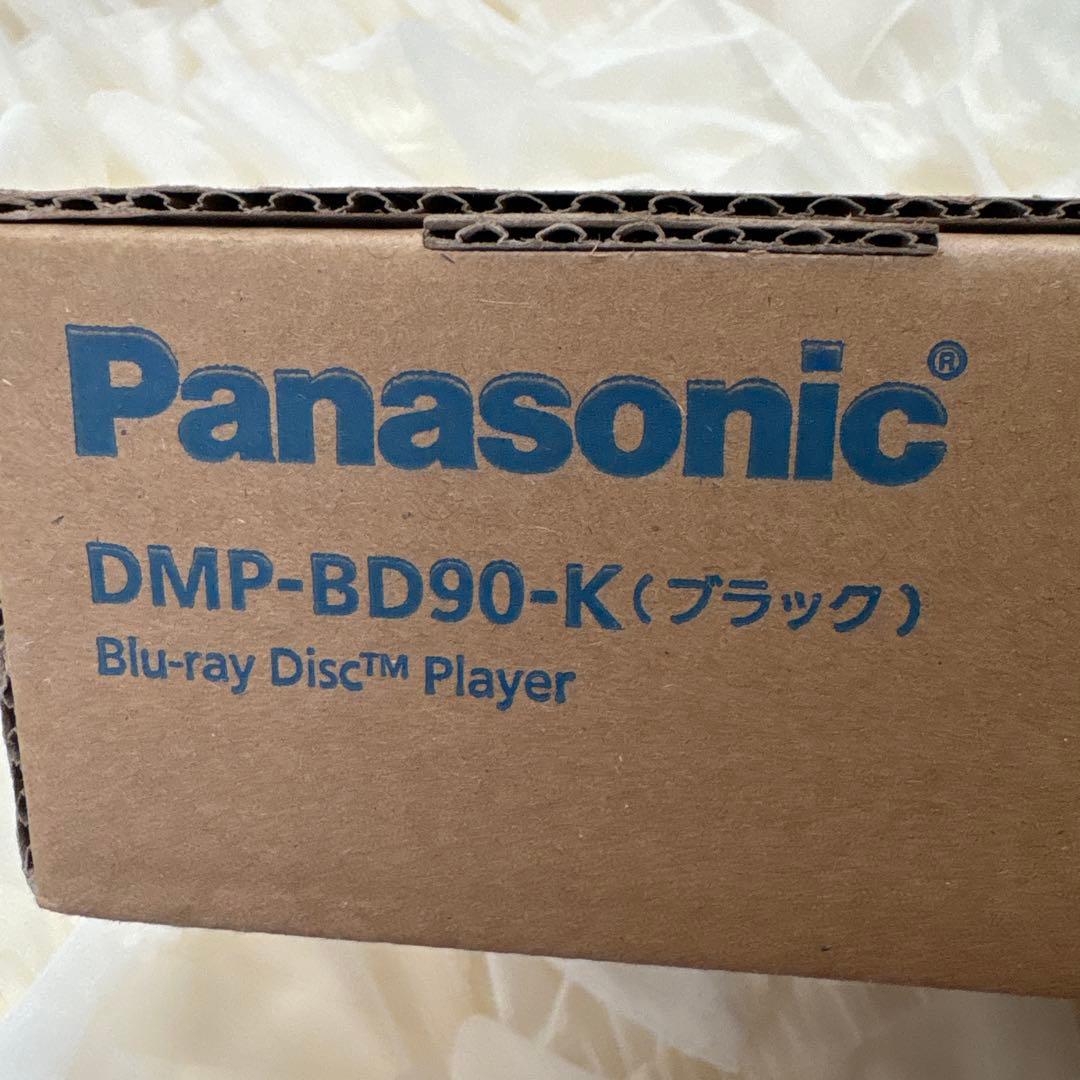 Panasonic®
DMP-BD90-K(ブラック)
Blu-ray Disc™ Player